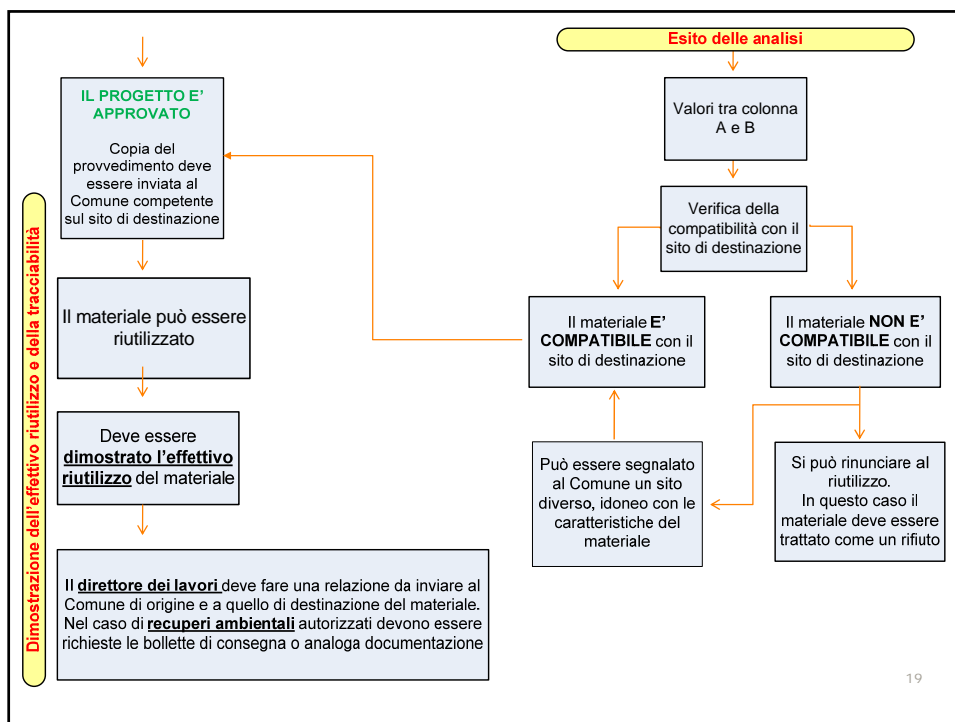 Esito delle analisi
Valori tra colonna
A e B
Verifica della
compatibilità con il
sito di destinazione
Il materiale E'
COMPATIBILE con il
sito di destinazione
Il materiale NON E'
COMPATIBILE con il
sito di destinazione
Può essere segnalato
al Comune un sito
diverso, idoneo con le
caratteristiche del
materiale
Si può rinunciare al
riutilizzo.
In questo caso il
materiale deve essere
trattato come un rifiuto
IL PROGETTO E'
APPROVATO
Copia del
provvedimento deve
essere inviata al
Comune competente
sul sito di destinazione
Il materiale può essere
riutilizzato
Deve essere
dimostrato l'effettivo
riutilizzo del materiale
Il direttore dei lavori deve fare una relazione da inviare al
Comune di origine e a quello di destinazione del materiale.
Nel caso di recuperi ambientali autorizzati devono essere
richieste le bollette di consegna o analoga documentazione
Dimostrazione dell'effettivo riutilizzo e della tracciabilità
19